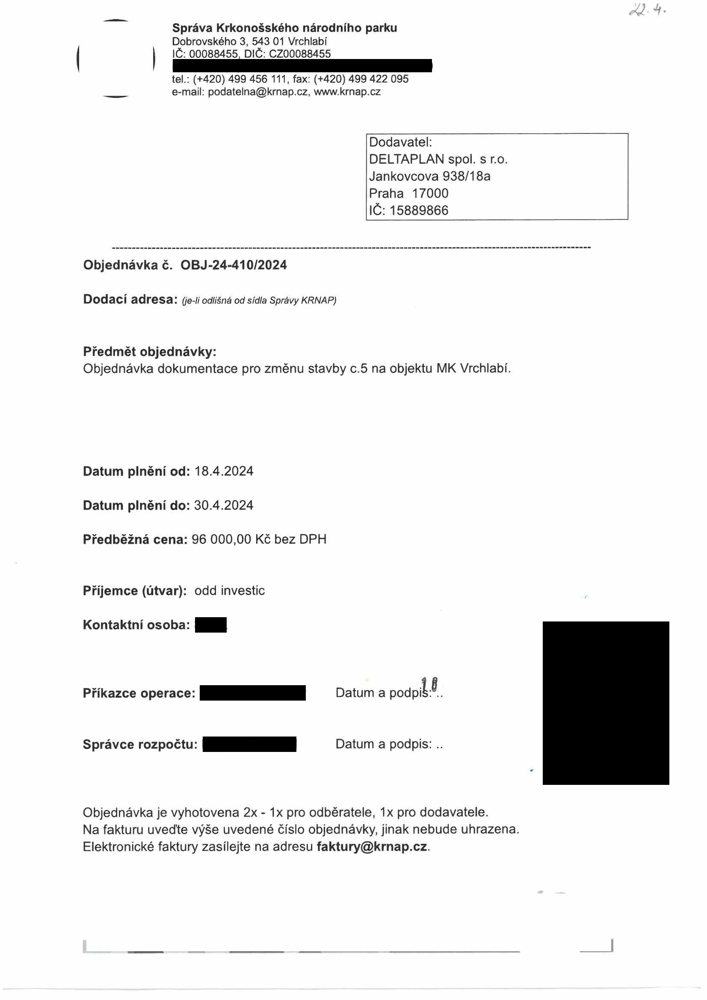 22. 4.
Správa Krkonošského národního parku
Dobrovského 3, 543 01 Vrchlabí
IČ: 00088455, DIČ: CZ00088455
tel.: (+420) 499 456 111, fax: (+420) 499 422 095
e-mail: podatelna@krnap.cz, www.krnap.cz
Dodavatel:
DELTAPLAN spol. s r.o.
Jankovcova 938/18a
Praha 17000
IČ: 15889866
Objednávka č. OBJ-24-410/2024
Dodací adresa: (je-li odlišná od sídla Správy KRNAP)
Předmět objednávky:
Objednávka dokumentace pro změnu stavby c.5 na objektu MK Vrchlabí.
Datum plnění od: 18.4.2024
Datum plnění do: 30.4.2024
Předběžná cena: 96 000,00 Kč bez DPH
Příjemce (útvar): odd investic
Kontaktní osoba:
Příkazce operace: Datum a podpis: .. 18
Správce rozpočtu: Datum a podpis: ..
Objednávka je vyhotovena 2x - 1x pro odběratele, 1x pro dodavatele.
Na fakturu uveďte výše uvedené číslo objednávky, jinak nebude uhrazena.
Elektronické faktury zasílejte na adresu faktury@krnap.cz.